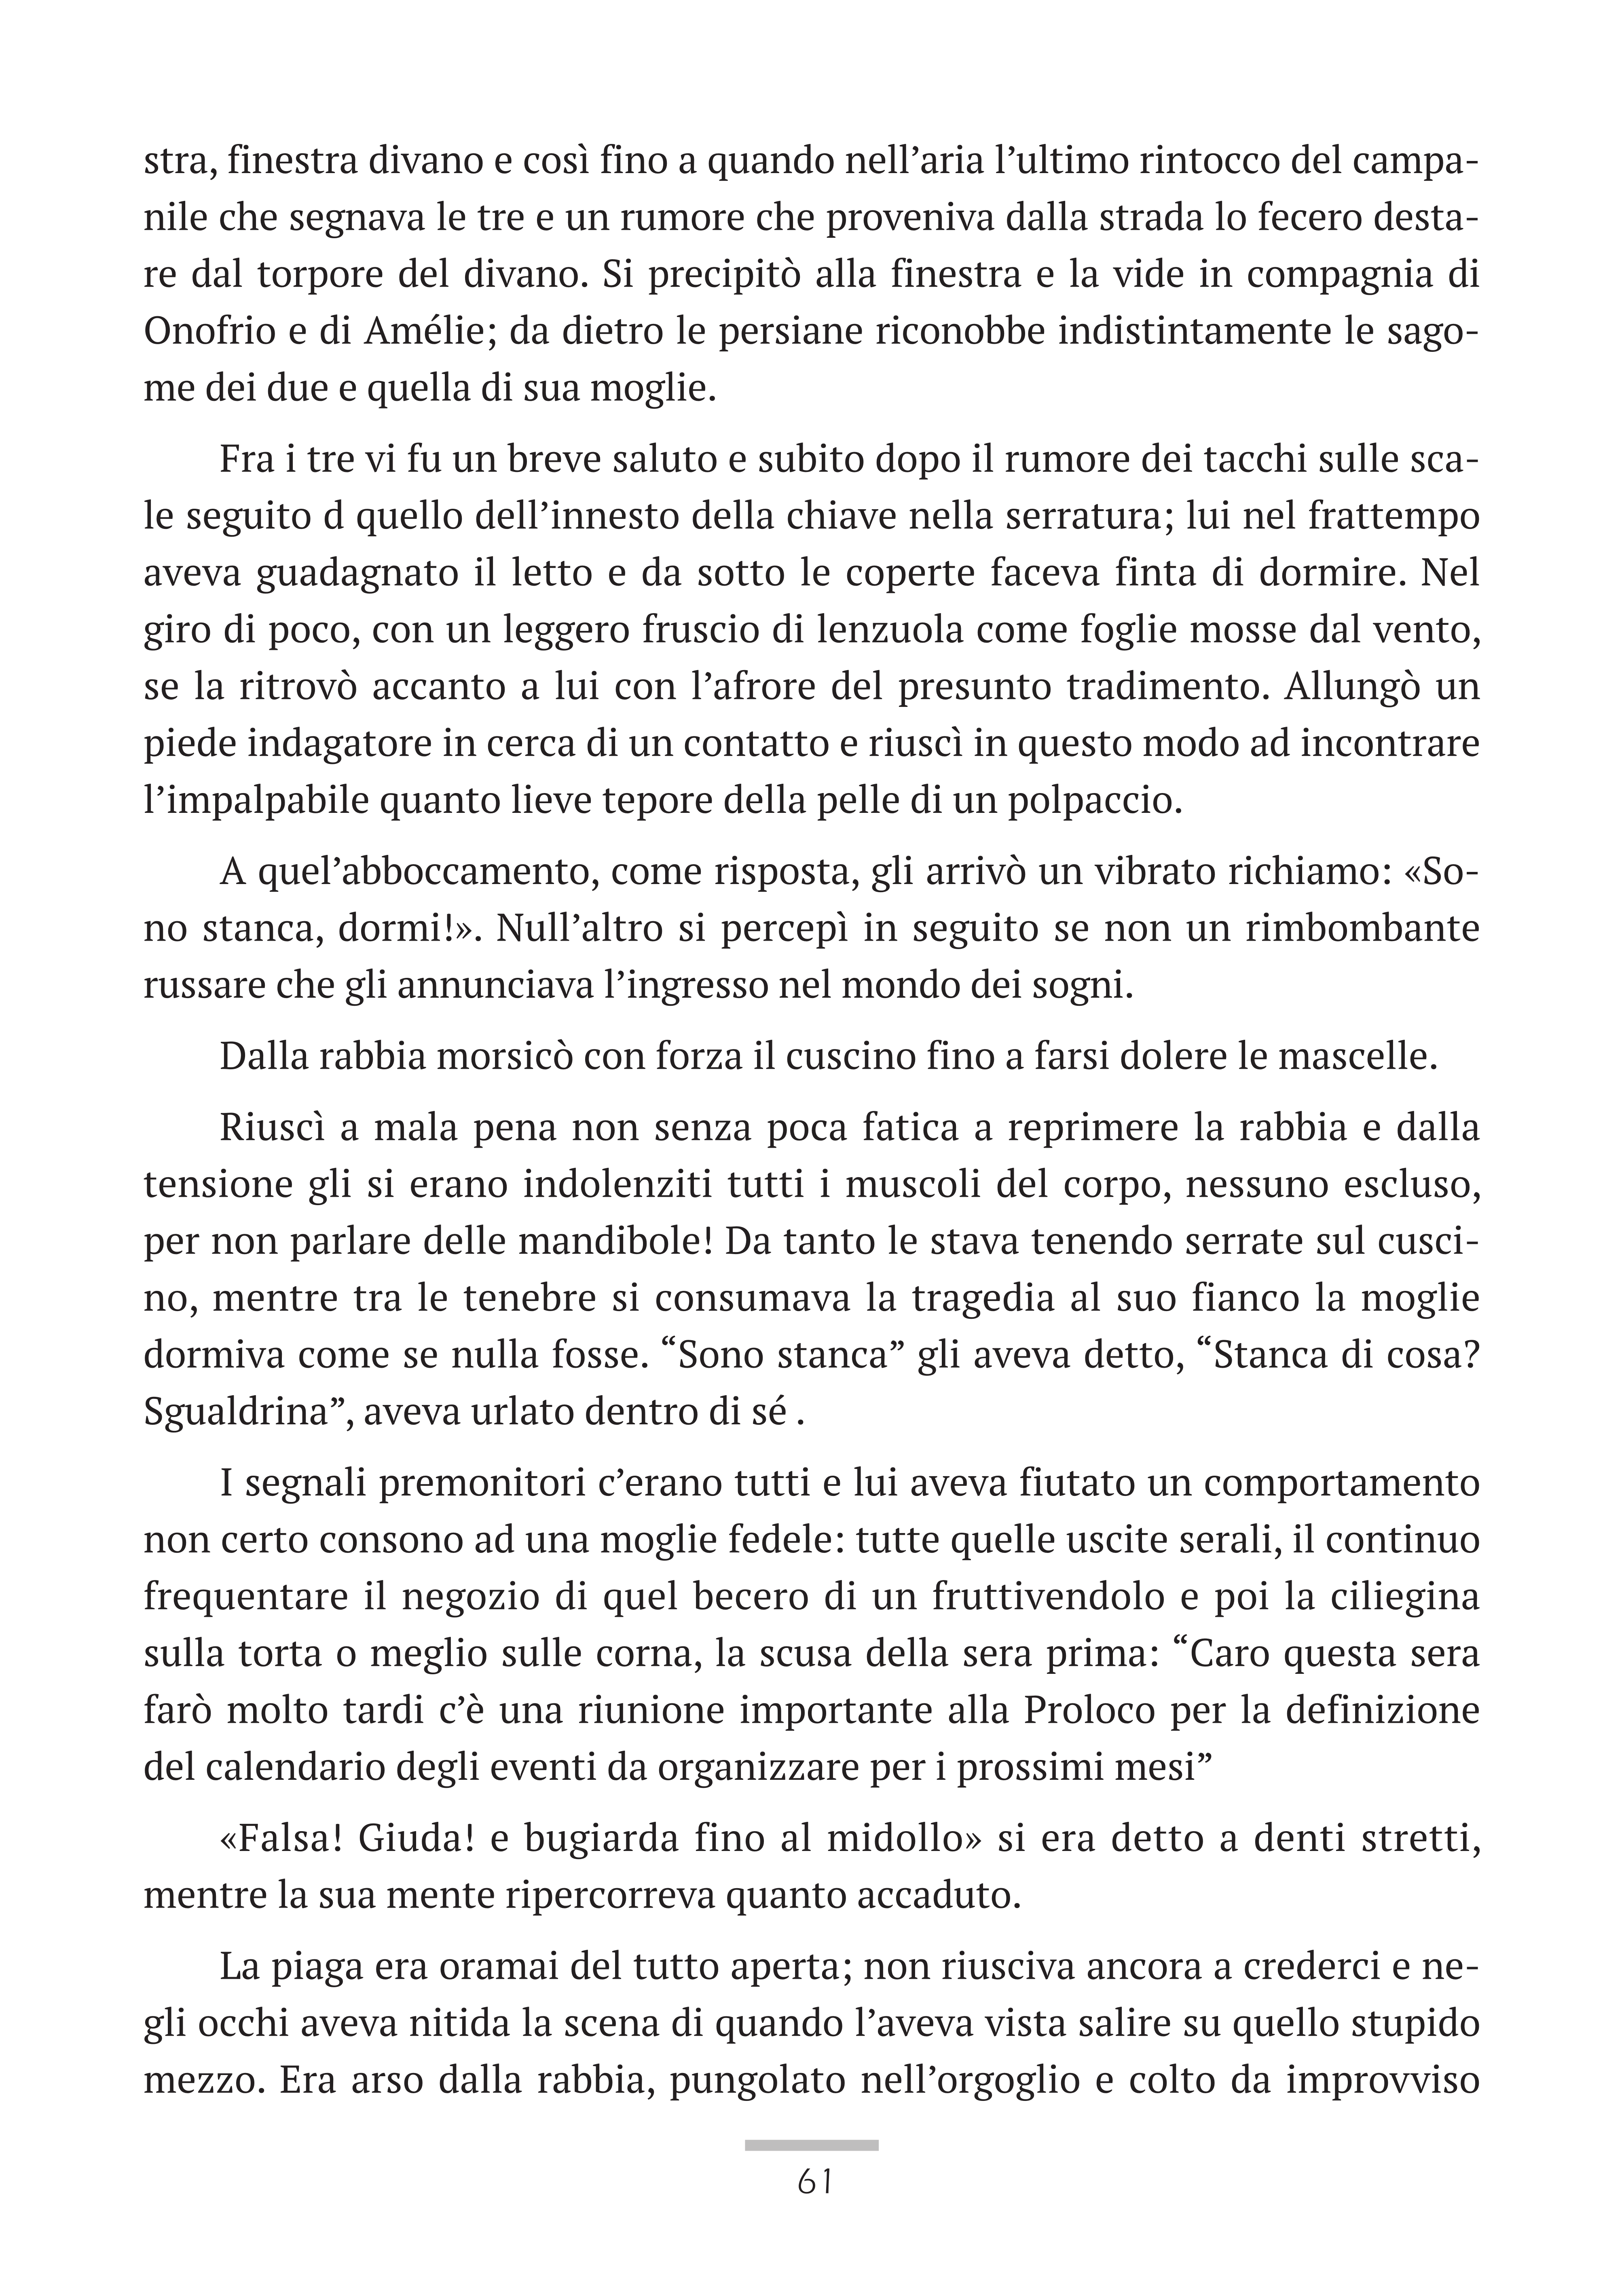 stra, finestra divano e così fino a quando nell’aria l’ultimo rintocco del campa-
nile che segnava le tre e un rumore che proveniva dalla strada lo fecero desta-
re dal torpore del divano. Si precipitò alla finestra e la vide in compagnia di
Onofrio e di Amélie; da dietro le persiane riconobbe indistintamente le sago-
me dei due e quella di sua moglie.
Fra i tre vi fu un breve saluto e subito dopo il rumore dei tacchi sulle sca-
le seguito d quello dell’innesto della chiave nella serratura; lui nel frattempo
aveva guadagnato il letto e da sotto le coperte faceva finta di dormire. Nel
giro di poco, con un leggero fruscio di lenzuola come foglie mosse dal vento,
se la ritrovò accanto a lui con l’afrore del presunto tradimento. Allungò un
piede indagatore in cerca di un contatto e riuscì in questo modo ad incontrare
l’impalpabile quanto lieve tepore della pelle di un polpaccio.
A quel’abboccamento, come risposta, gli arrivò un vibrato richiamo: «So-
no stanca, dormi!». Null’altro si percepì in seguito se non un rimbombante
russare che gli annunciava l’ingresso nel mondo dei sogni.
Dalla rabbia morsicò con forza il cuscino fino a farsi dolere le mascelle.
Riuscì a mala pena non senza poca fatica a reprimere la rabbia e dalla
tensione gli si erano indolenziti tutti i muscoli del corpo, nessuno escluso,
per non parlare delle mandibole! Da tanto le stava tenendo serrate sul cusci-
no, mentre tra le tenebre si consumava la tragedia al suo fianco la moglie
dormiva come se nulla fosse. “Sono stanca” gli aveva detto, “Stanca di cosa?
Sgualdrina”, aveva urlato dentro di sé .
I segnali premonitori c’erano tutti e lui aveva fiutato un comportamento
non certo consono ad una moglie fedele: tutte quelle uscite serali, il continuo
frequentare il negozio di quel becero di un fruttivendolo e poi la ciliegina
sulla torta o meglio sulle corna, la scusa della sera prima: “Caro questa sera
farò molto tardi c’è una riunione importante alla Proloco per la definizione
del calendario degli eventi da organizzare per i prossimi mesi”
«Falsa! Giuda! e bugiarda fino al midollo» si era detto a denti stretti,
mentre la sua mente ripercorreva quanto accaduto.
La piaga era oramai del tutto aperta; non riusciva ancora a crederci e ne-
gli occhi aveva nitida la scena di quando l’aveva vista salire su quello stupido
mezzo. Era arso dalla rabbia, pungolato nell’orgoglio e colto da improvviso
61